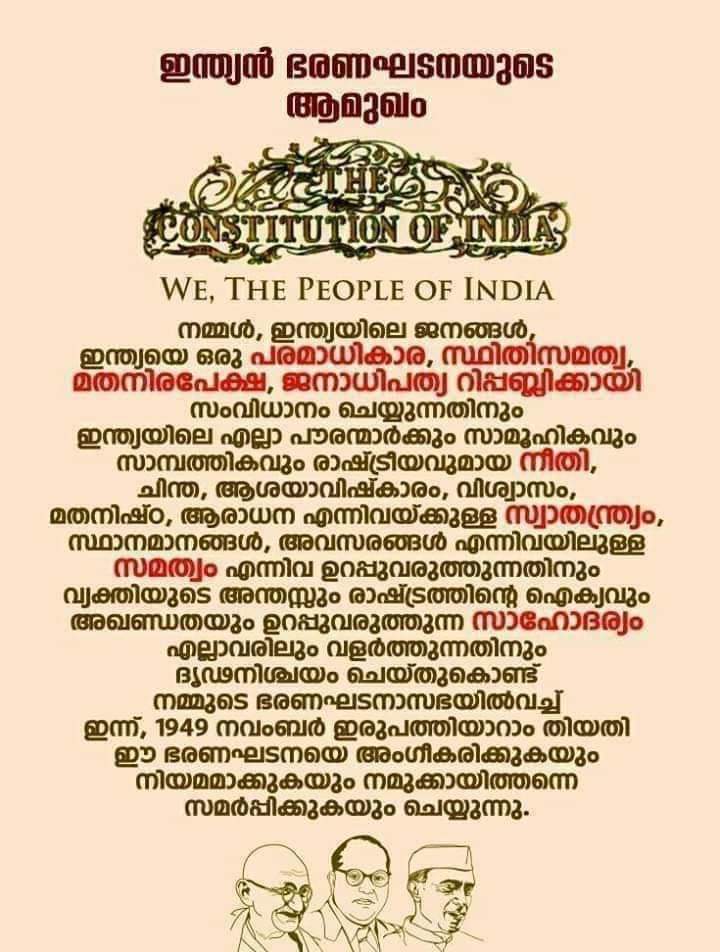 ഇന്ത്യൻ ഭരണഘടനയുടെ
ആമുഖം
THE
CONSTITUTION OF INDIA
WE, THE PEOPLE OF INDIA
നമ്മൾ, ഇന്ത്യയിലെ ജനങ്ങൾ,
ഇന്ത്യയെ ഒരു പരമാധികാര, സ്ഥിതിസമത്വ,
മതനിരപേക്ഷ, ജനാധിപത്യ റിപ്പബ്ലിക്കായി
സംവിധാനം ചെയ്യുന്നതിനും
ഇന്ത്യയിലെ എല്ലാ പൗരന്മാർക്കും സാമൂഹികവും
സാമ്പത്തികവും രാഷ്ട്രീയവുമായ നീതി,
ചിന്ത, ആശയാവിഷ്കാരം, വിശ്വാസം,
മതനിഷ്ഠ, ആരാധന എന്നിവയ്ക്കുള്ള സ്വാതന്ത്ര്യം,
സ്ഥാനമാനങ്ങൾ, അവസരങ്ങൾ എന്നിവയിലുള്ള
സമത്വം എന്നിവ ഉറപ്പുവരുത്തുന്നതിനും
വ്യക്തിയുടെ അന്തസ്സും രാഷ്ട്രത്തിന്റെ ഐക്യവും
അഖണ്ഡതയും ഉറപ്പുവരുത്തുന്ന സാഹോദര്യം
എല്ലാവരിലും വളർത്തുന്നതിനും
ദൃഢനിശ്ചയം ചെയ്തുകൊണ്ട്
നമ്മുടെ ഭരണഘടനാസഭയിൽവച്ച്
ഇന്ന്, 1949 നവംബർ ഇരുപത്തിയാറാം തിയതി
ഈ ഭരണഘടനയെ അംഗീകരിക്കുകയും
നിയമമാക്കുകയും നമുക്കായിത്തന്നെ
സമർപ്പിക്കുകയും ചെയ്യുന്നു.